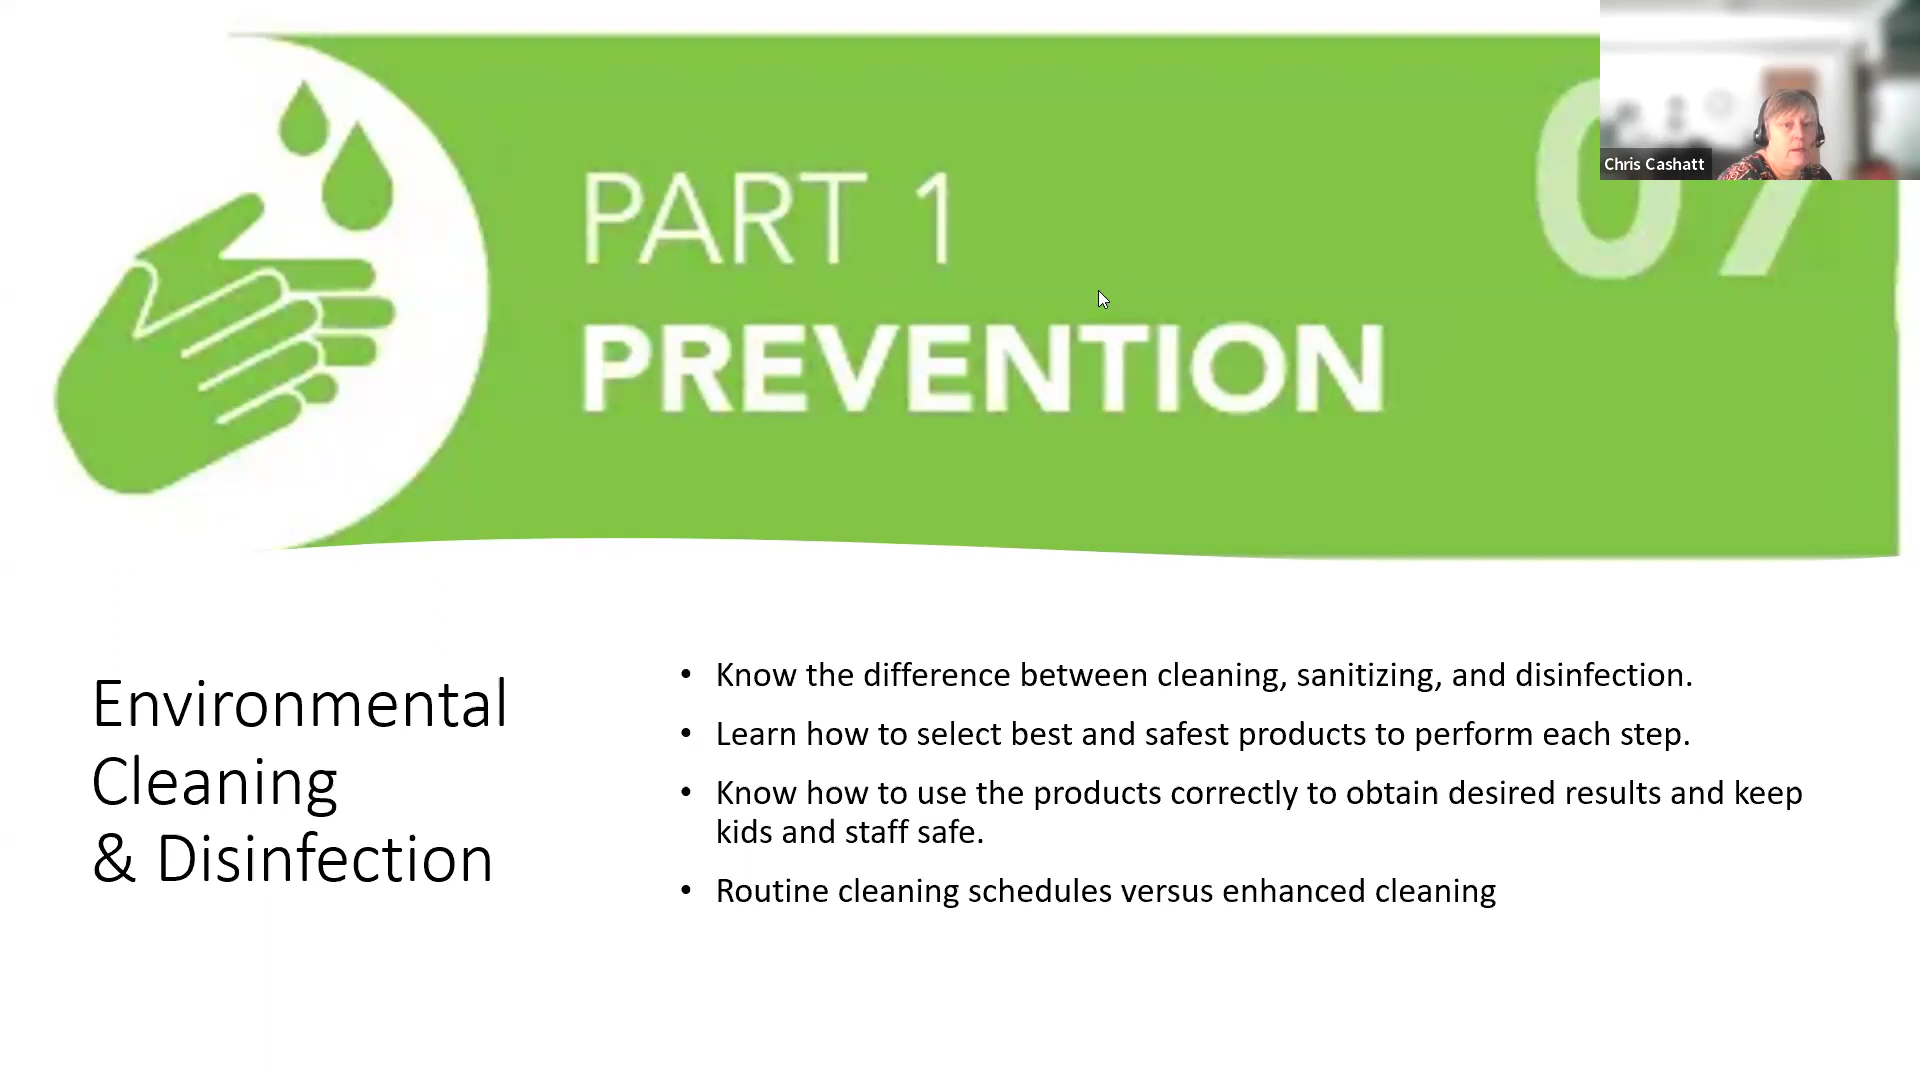 PART 1
PREVENTION
07
Chris Cashatt
Environmental
Cleaning
& Disinfection
• Know the difference between cleaning, sanitizing, and disinfection.
• Learn how to select best and safest products to perform each step.
• Know how to use the products correctly to obtain desired results and keep
kids and staff safe.
• Routine cleaning schedules versus enhanced cleaning